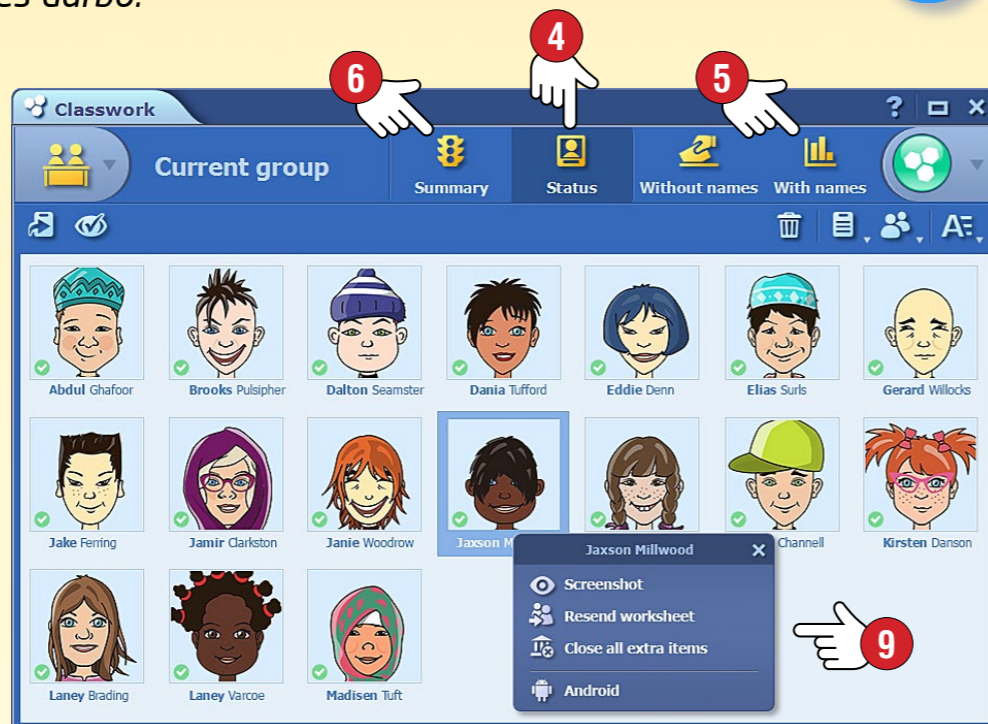 4
6
5
Classwork
?
Current group
Summary
Status
Without names
With names
Abdul Ghafoor
Brooks Pulsipher
Dalton Seamster
Dania Tufford
Eddie Denn
Elias Surls
Gerard Willocks
Jake Ferring
Jamir Clarkston
Janie Woodrow
Jaxson M
Channell
Kirsten Danson
Jaxson Millwood
Screenshot
Resend worksheet
Close all extra items
Android
9
Laney Brading
Laney Varcoe
Madisen Tuft